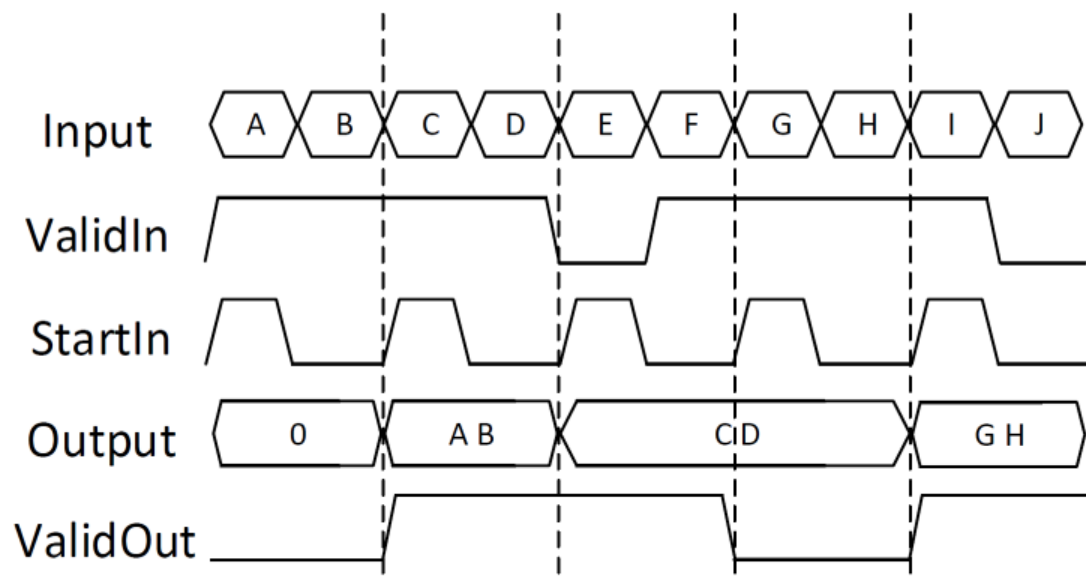 Input A B C D E F G H I J
ValidIn
StartIn
Output 0 A B C D G H
ValidOut